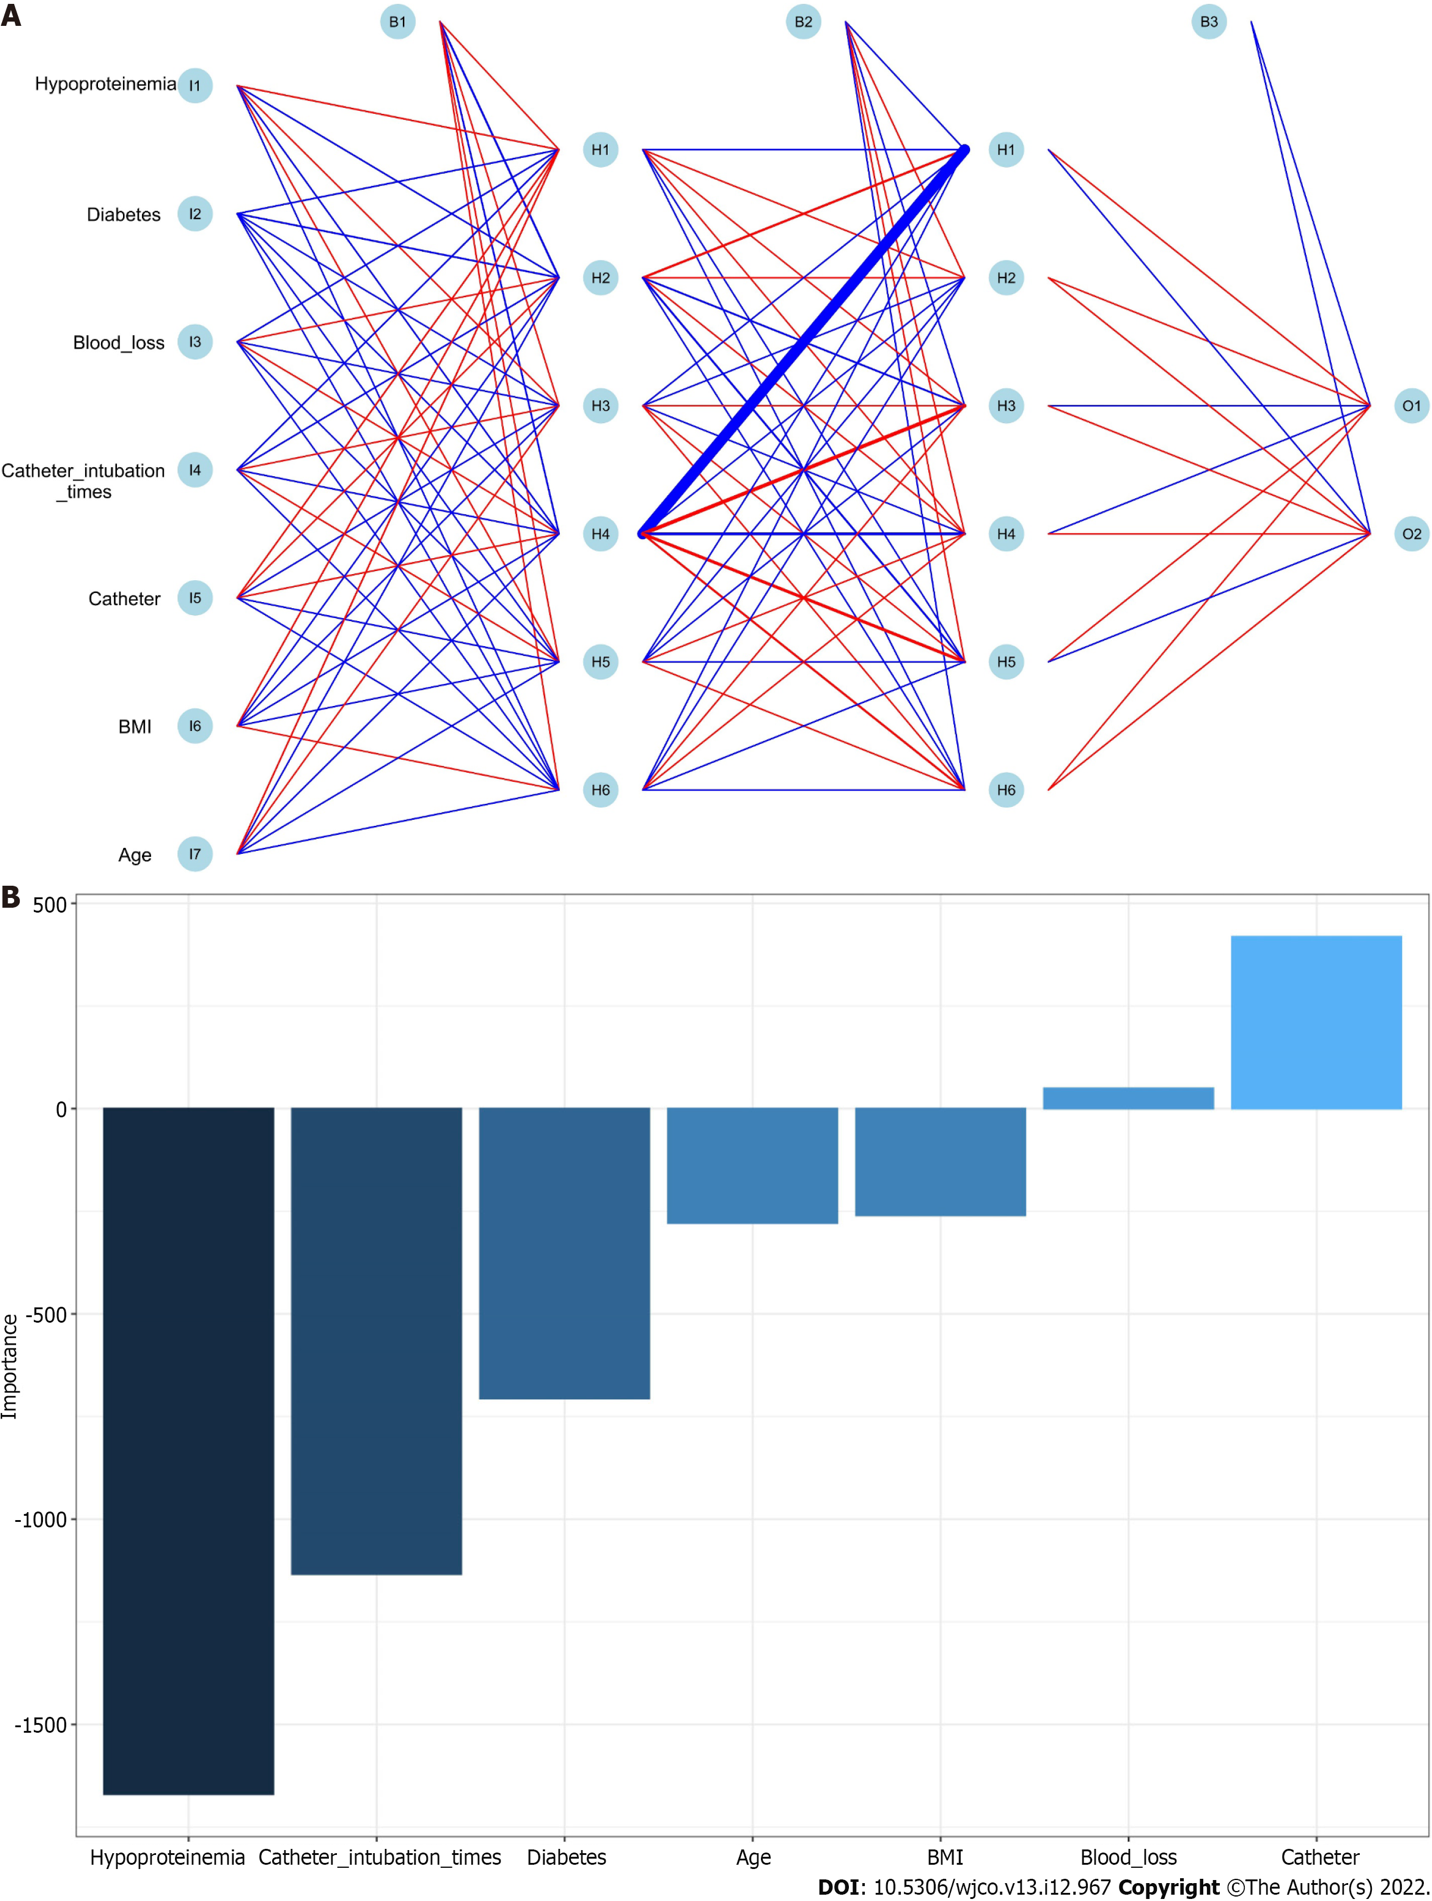 A
B1
B2
B3
Hypoproteinemia I1
H1
H1
Diabetes I2
H2
H2
Blood_loss I3
H3
H3
O1
Catheter_intubation
_times
I4
H4
H4
O2
Catheter I5
H5
H5
BMI I6
H6
H6
Age I7
B
500
0
-500
-1000
-1500
Importance
Hypoproteinemia Catheter_intubation_times Diabetes Age BMI Blood_loss Catheter
DOI: 10.5306/wjco.v13.i12.967 Copyright ©The Author(s) 2022.